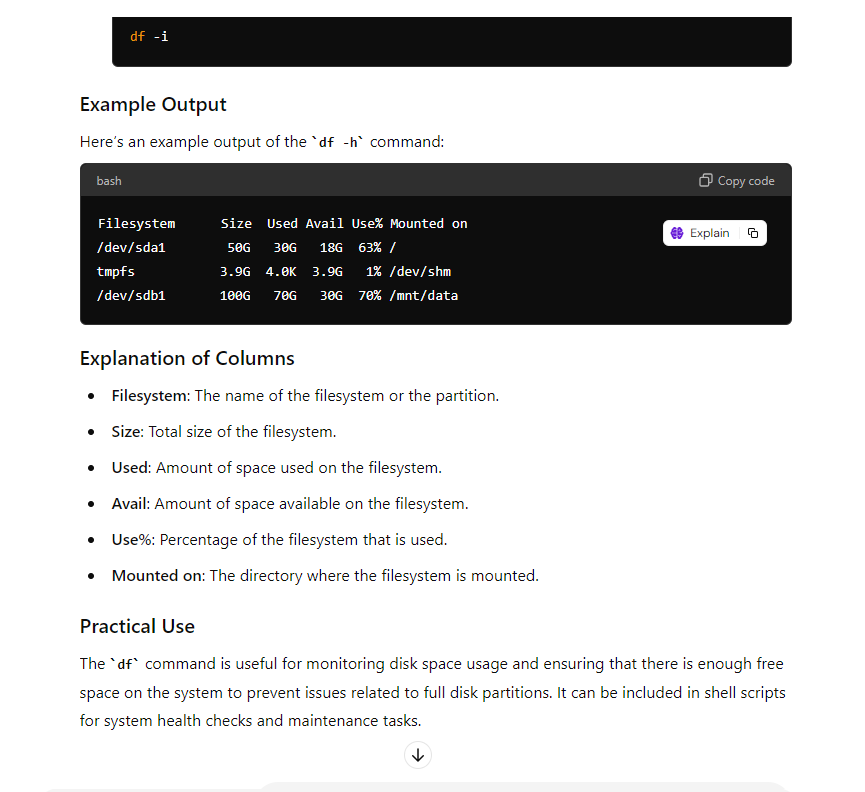 df -i
Example Output
Here's an example output of the `df -h` command:
bash
Copy code
Filesystem      Size  Used Avail Use% Mounted on
Explain
/dev/sda1        50G   30G   18G  63% /
tmpfs           3.9G  4.0K  3.9G   1% /dev/shm
/dev/sdb1       100G   70G   30G  70% /mnt/data
Explanation of Columns
• Filesystem: The name of the filesystem or the partition.
• Size: Total size of the filesystem.
• Used: Amount of space used on the filesystem.
• Avail: Amount of space available on the filesystem.
• Use%: Percentage of the filesystem that is used.
• Mounted on: The directory where the filesystem is mounted.
Practical Use
The `df` command is useful for monitoring disk space usage and ensuring that there is enough free
space on the system to prevent issues related to full disk partitions. It can be included in shell scripts
for system health checks and maintenance tasks.